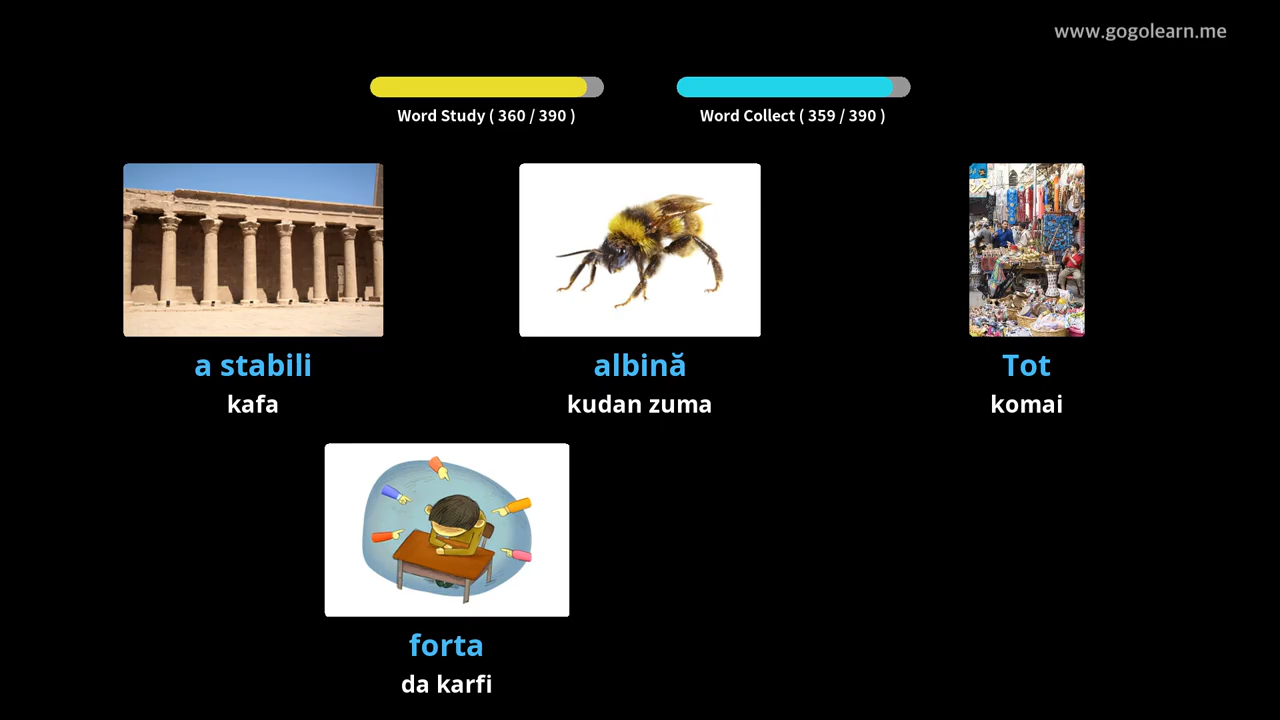 www.gogolearn.me
Word Study ( 360 / 390 )
Word Collect ( 359 / 390 )
a stabili
kafa
albină
kudan zuma
Tot
komai
forta
da karfi